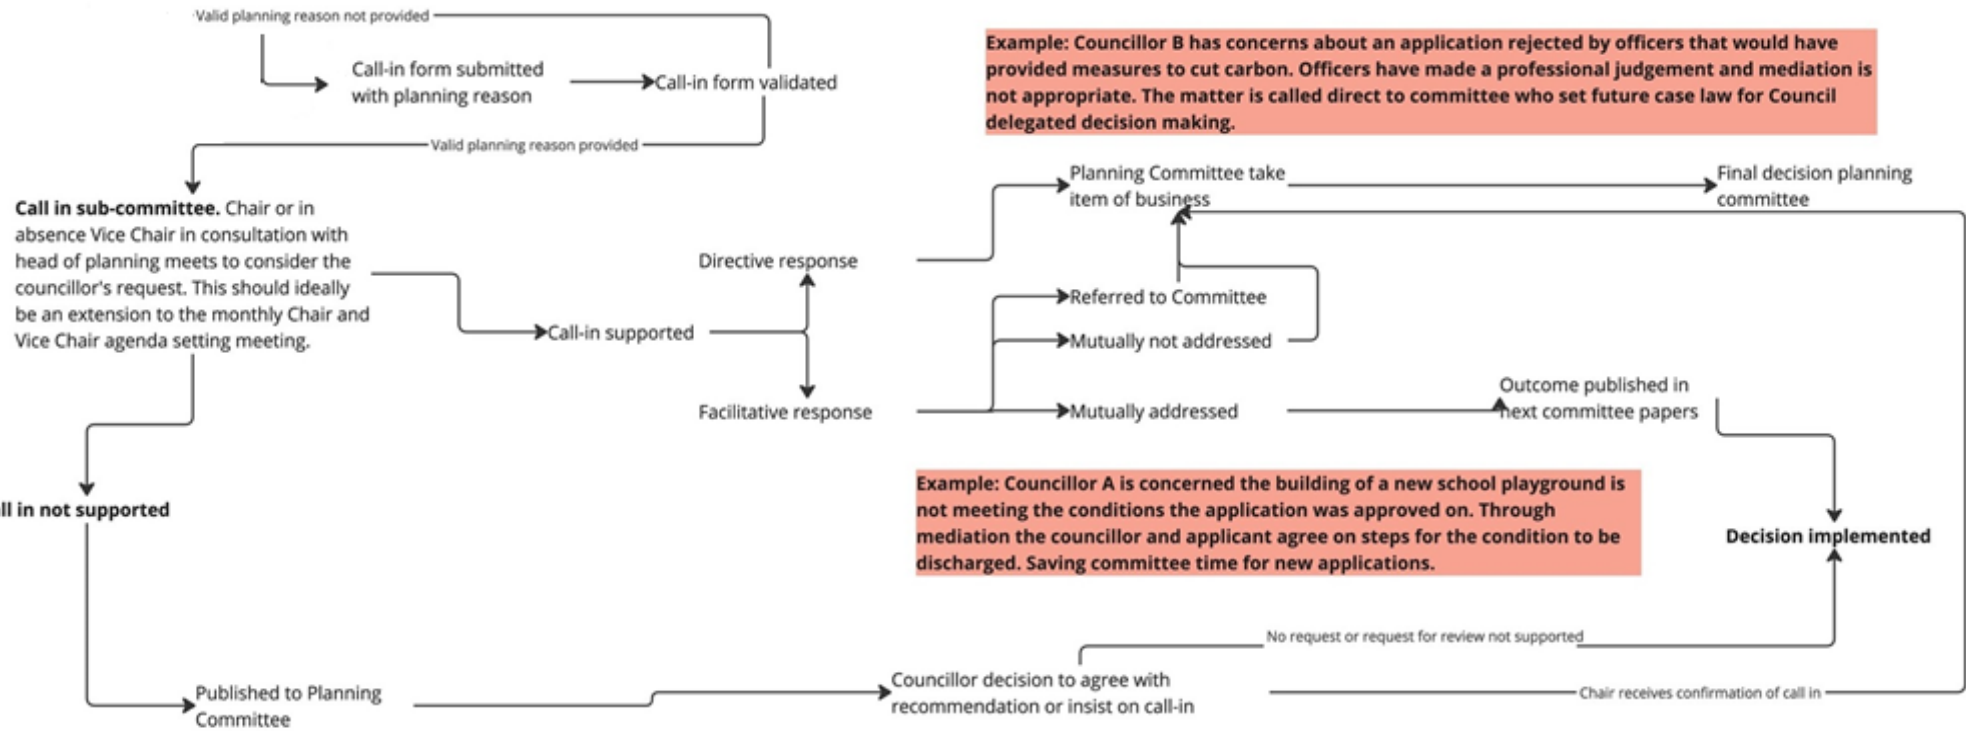 Valid planning reason not provided
Call-in form submitted
with planning reason
Call-in form validated
Valid planning reason provided
Example: Councillor B has concerns about an application rejected by officers that would have
provided measures to cut carbon. Officers have made a professional judgement and mediation is
not appropriate. The matter is called direct to committee who set future case law for Council
delegated decision making.
Call in sub-committee. Chair or in
absence Vice Chair in consultation with
head of planning meets to consider the
councillor's request. This should ideally
be an extension to the monthly Chair and
Vice Chair agenda setting meeting.
Call-in supported
Directive response
Facilitative response
Planning Committee take
item of business
Final decision planning
committee
Referred to Committee
Mutually not addressed
Mutually addressed
Outcome published in
next committee papers
Example: Councillor A is concerned the building of a new school playground is
not meeting the conditions the application was approved on. Through
mediation the councillor and applicant agree on steps for the condition to be
discharged. Saving committee time for new applications.
Decision implemented
ll in not supported
Published to Planning
Committee
Councillor decision to agree with
recommendation or insist on call-in
No request or request for review not supported
Chair receives confirmation of call in